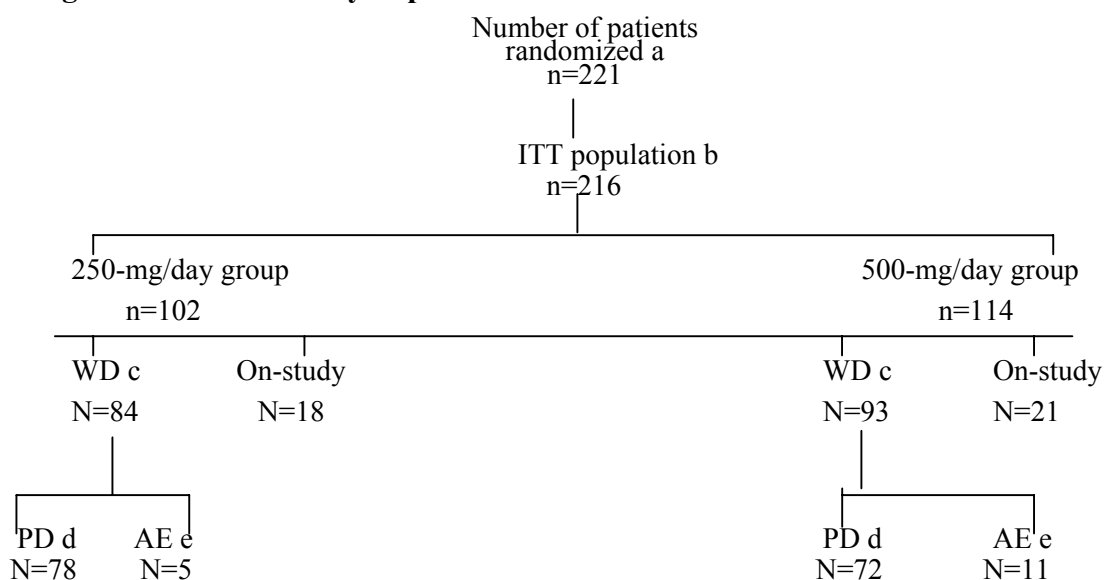 Number of patients
randomized a
n=221
ITT population b
n=216
250-mg/day group
500-mg/day group
n=102
n=114
WD c
On-study
WD c
On-study
N=84
N=18
N=93
N=21
PD d
AE e
PD d
AE e
N=78
N=5
N=72
N=11